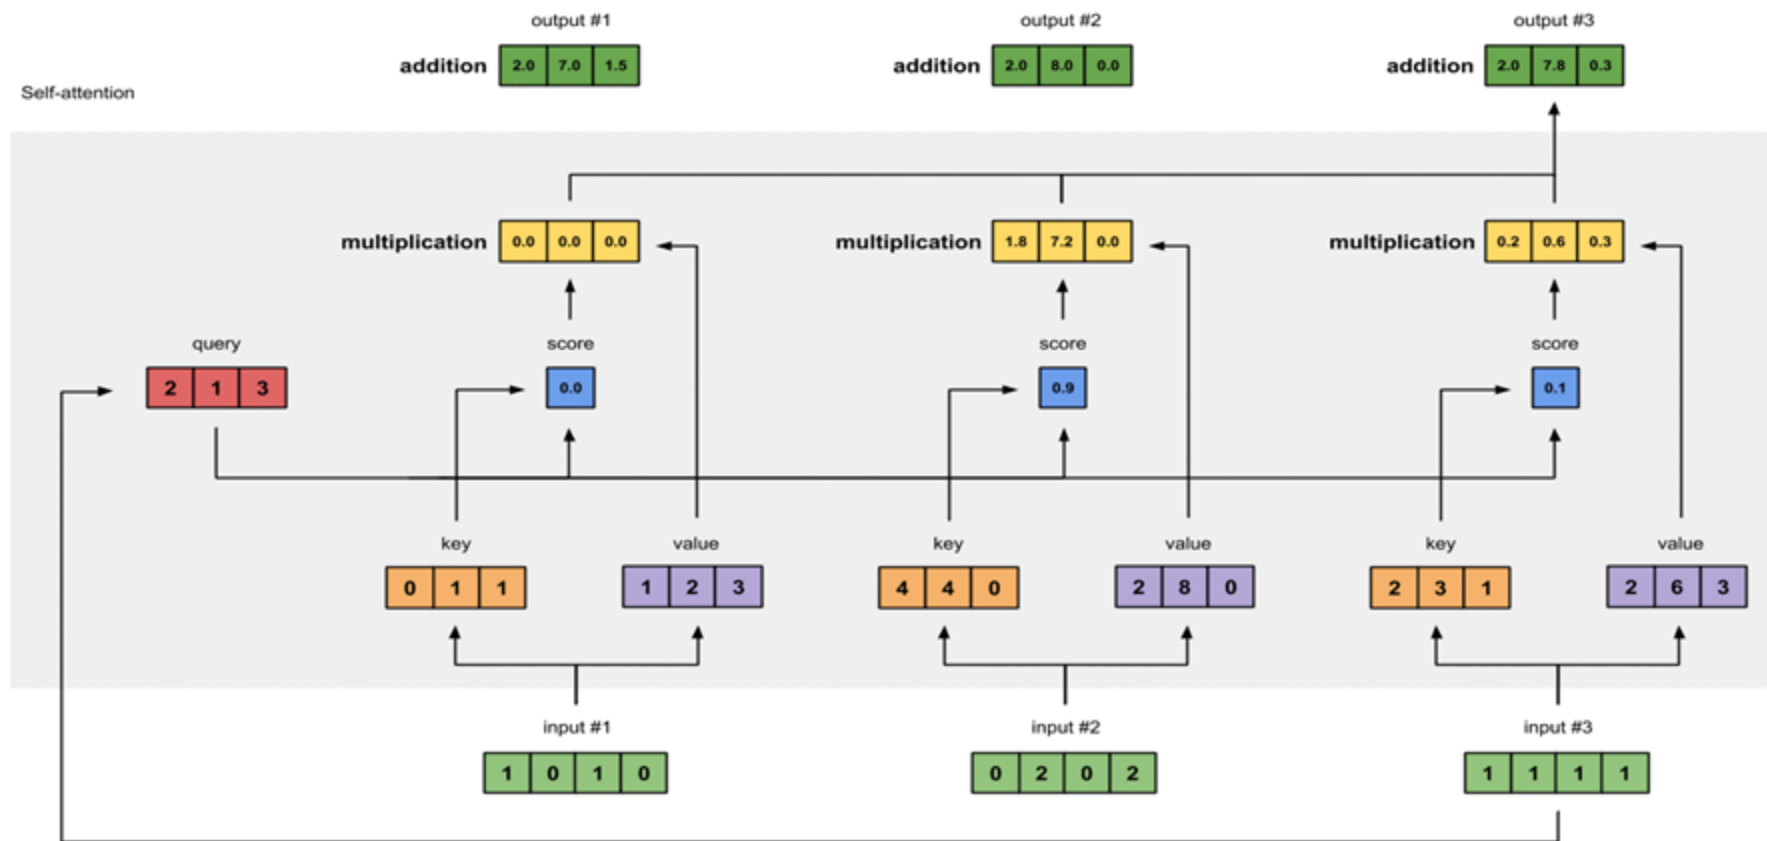 output #1 output #2 output #3
addition 2.0 7.0 1.5 addition 2.0 8.0 0.0 addition 2.0 7.8 0.3
Self-attention
multiplication 0.0 0.0 0.0 multiplication 1.8 7.2 0.0 multiplication 0.2 0.6 0.3
query score score score
2 1 3 0.0 0.9 0.1
key value key value key value
0 1 1 1 2 3 4 4 0 2 8 0 2 3 1 2 6 3
input #1 input #2 input #3
1 0 1 0 0 2 0 2 1 1 1 1